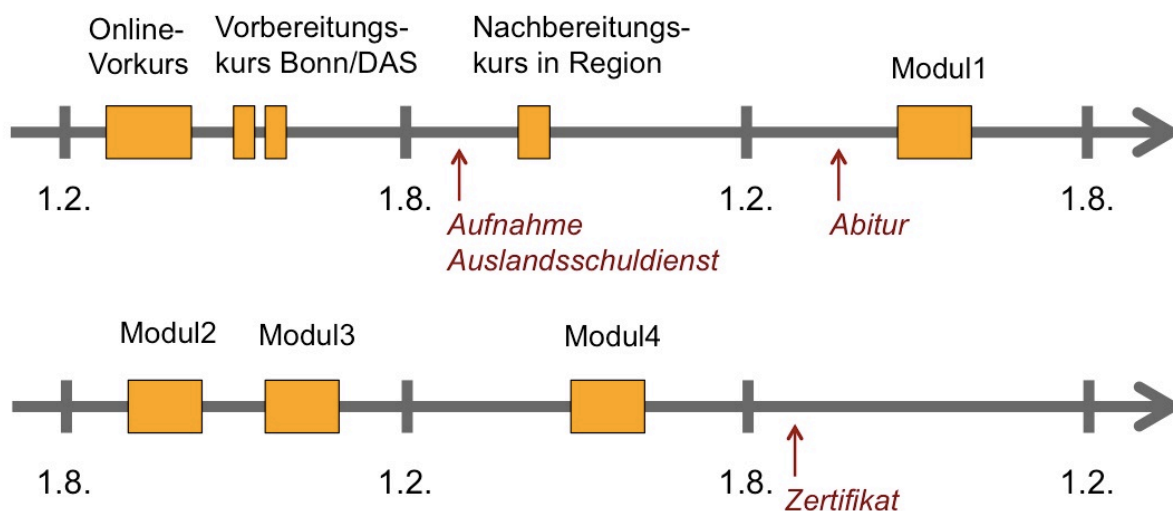 Online-
Vorkurs
Vorbereitungs-
kurs Bonn/DAS
Nachbereitungs-
kurs in Region
Modul1
1.2.
1.8.
1.2.
1.8.
Aufnahme
Auslandsschuldienst
Abitur
Modul2
Modul3
Modul4
1.8.
1.2.
1.8.
1.2.
Zertifikat